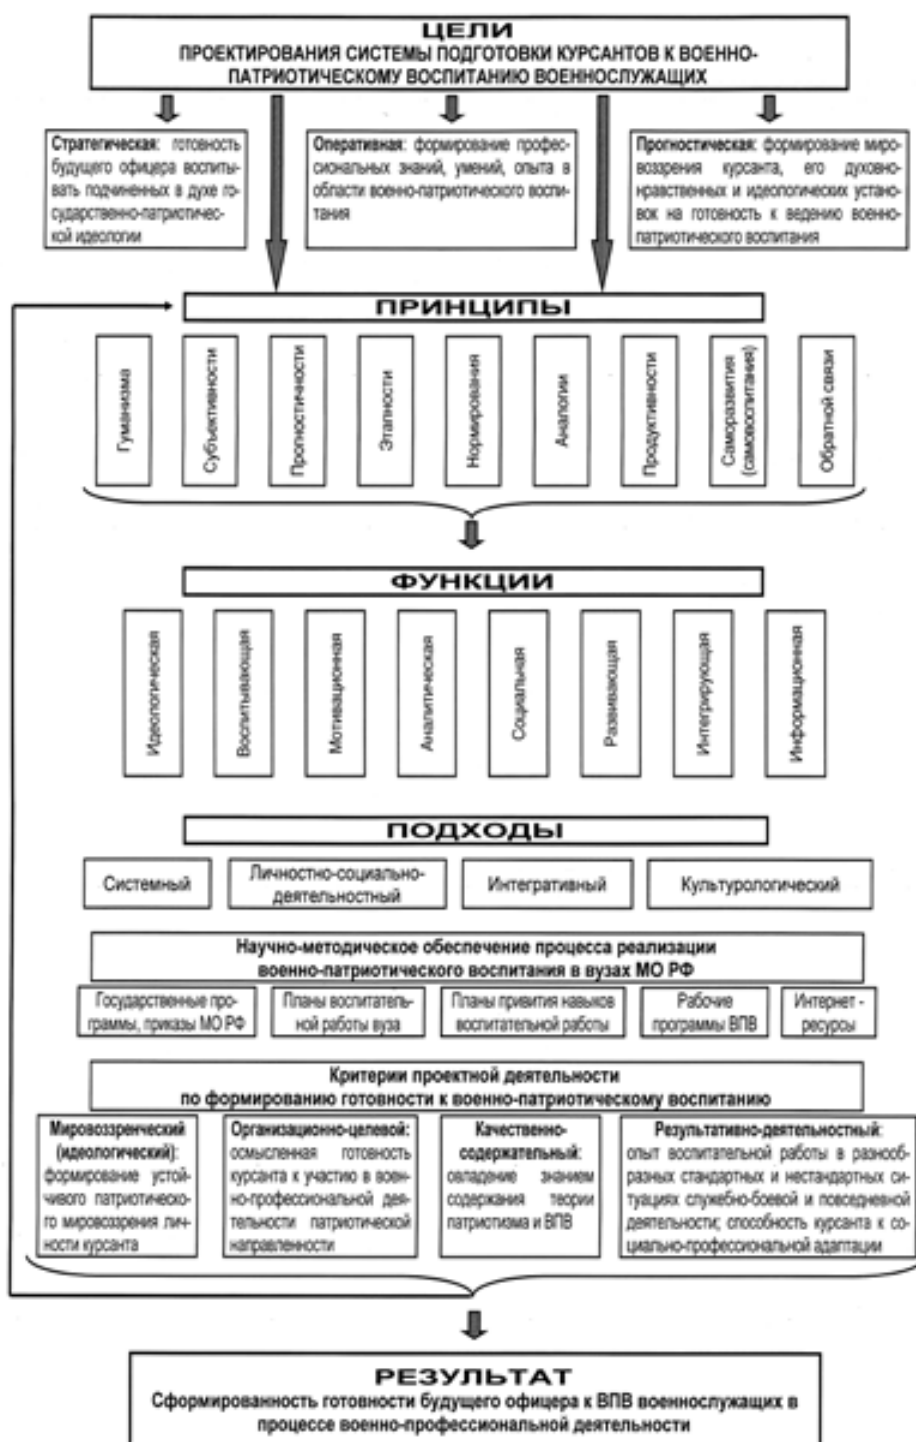 ЦЕЛИ
ПРОЕКТИРОВАНИЯ СИСТЕМЫ ПОДГОТОВКИ КУРСАНТОВ К ВОЕННО-
ПАТРИОТИЧЕСКОМУ ВОСПИТАНИЮ ВОЕННОСЛУЖАЩИХ
Стратегическая: готовность
будущего офицера воспиты-
вать подчиненных в духе го-
сударственно-патриотичес-
кой идеологии
Оперативная: формирование профес-
сиональных знаний, умений, опыта в
области военно-патриотического воспи-
тания
Прогностическая: формирование миро-
воззрения курсанта, его духовно-
нравственных и идеологических устано-
вок на готовность к ведению военно-
патриотического воспитания
ПРИНЦИПЫ
Гуманизма
Субъективности
Прогностичности
Этапности
Нормирования
Аналогии
Продуктивности
Саморазвития
(самовоспитания)
Обратной связи
ФУНКЦИИ
Идеологическая
Воспитывающая
Мотивационная
Аналитическая
Социальная
Развивающая
Интегрирующая
Информационная
ПОДХОДЫ
Системный
Личностно-социально-
деятельностный
Интегративный
Культурологический
Научно-методическое обеспечение процесса реализации
военно-патриотического воспитания в вузах МО РФ
Государственные про-
граммы, приказы МО РФ
Планы воспитатель-
ной работы вуза
Планы привития навыков
воспитательной работы
Рабочие
программы ВПВ
Интернет -
ресурсы
Критерии проектной деятельности
по формированию готовности к военно-патриотическому воспитанию
Мировоззренческий
(идеологический):
формирование устой-
чивого патриотическо-
го мировоззрения лич-
ности курсанта
Организационно-целевой:
осмысленная готовность
курсанта к участию в воен-
но-профессиональной дея-
тельности патриотической
направленности
Качественно-
содержательный:
овладение знанием
содержания теории
патриотизма и ВПВ
Результативно-деятельностный:
опыт воспитательной работы в разнооб-
разных стандартных и нестандартных си-
туациях служебно-боевой и повседневной
деятельности; способность курсанта к со-
циально-профессиональной адаптации
РЕЗУЛЬТАТ
Сформированность готовности будущего офицера к ВПВ военнослужащих в
процессе военно-профессиональной деятельности